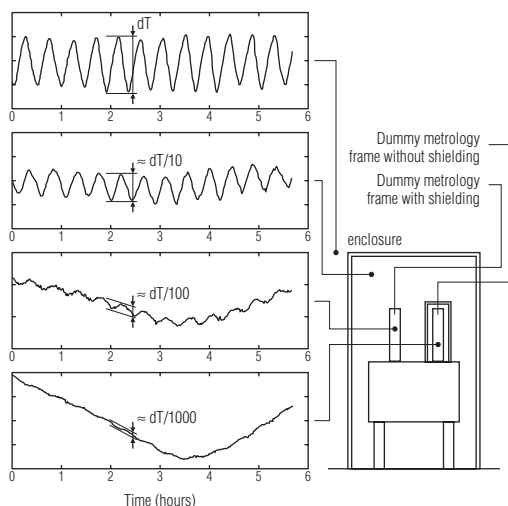 dT
0 1 2 3 4 5 6
≈ dT/10
0 1 2 3 4 5 6
≈ dT/100
0 1 2 3 4 5 6
≈ dT/1000
0 1 2 3 4 5 6
Time (hours)
Dummy metrology
frame without shielding
Dummy metrology
frame with shielding
enclosure